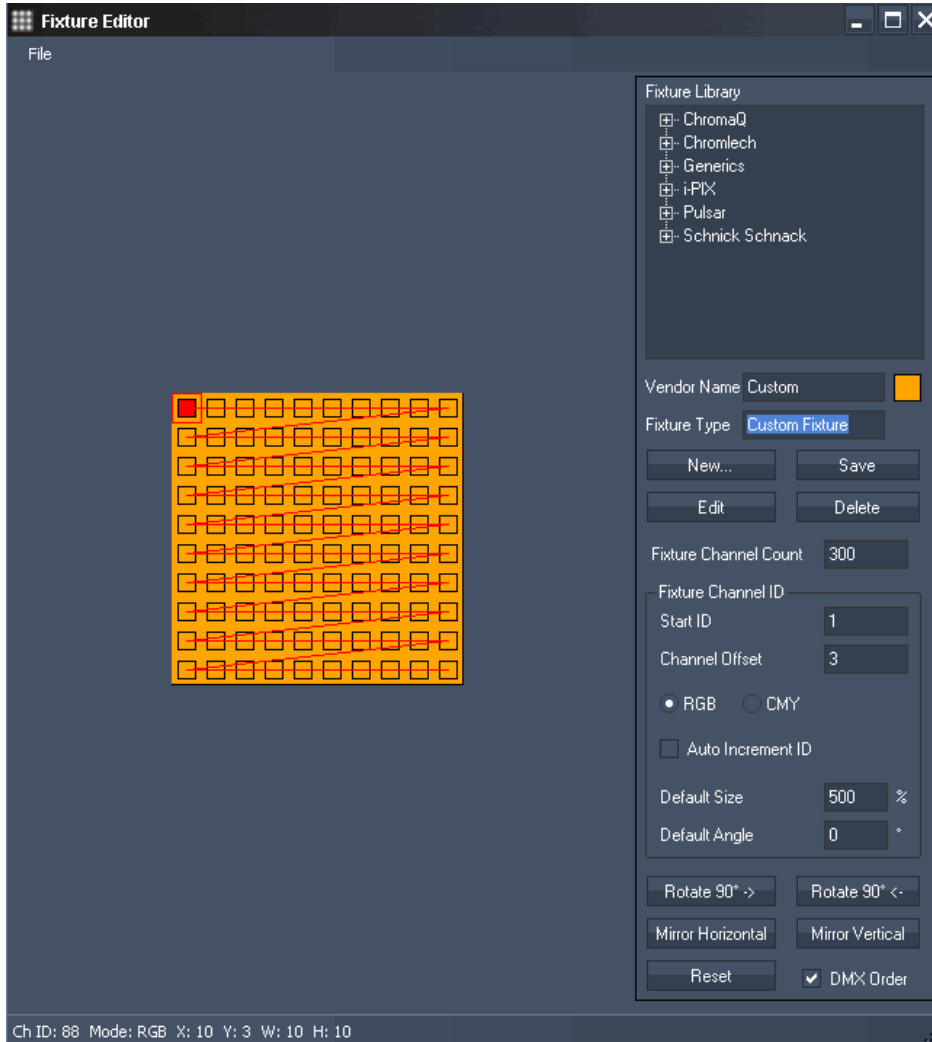 Fixture Editor
File
Fixture Library
ChromaQ
Chromlech
Generics
i-PIX
Pulsar
Schnick Schnack
Vendor Name Custom
Fixture Type Custom Fixture
New... Save
Edit Delete
Fixture Channel Count 300
Fixture Channel ID
Start ID 1
Channel Offset 3
RGB CMY
Auto Increment ID
Default Size 500 %
Default Angle 0 °
Rotate 90° -> Rotate 90° <-
Mirror Horizontal Mirror Vertical
Reset DMX Order
Ch ID: 88 Mode: RGB X: 10 Y: 3 W: 10 H: 10